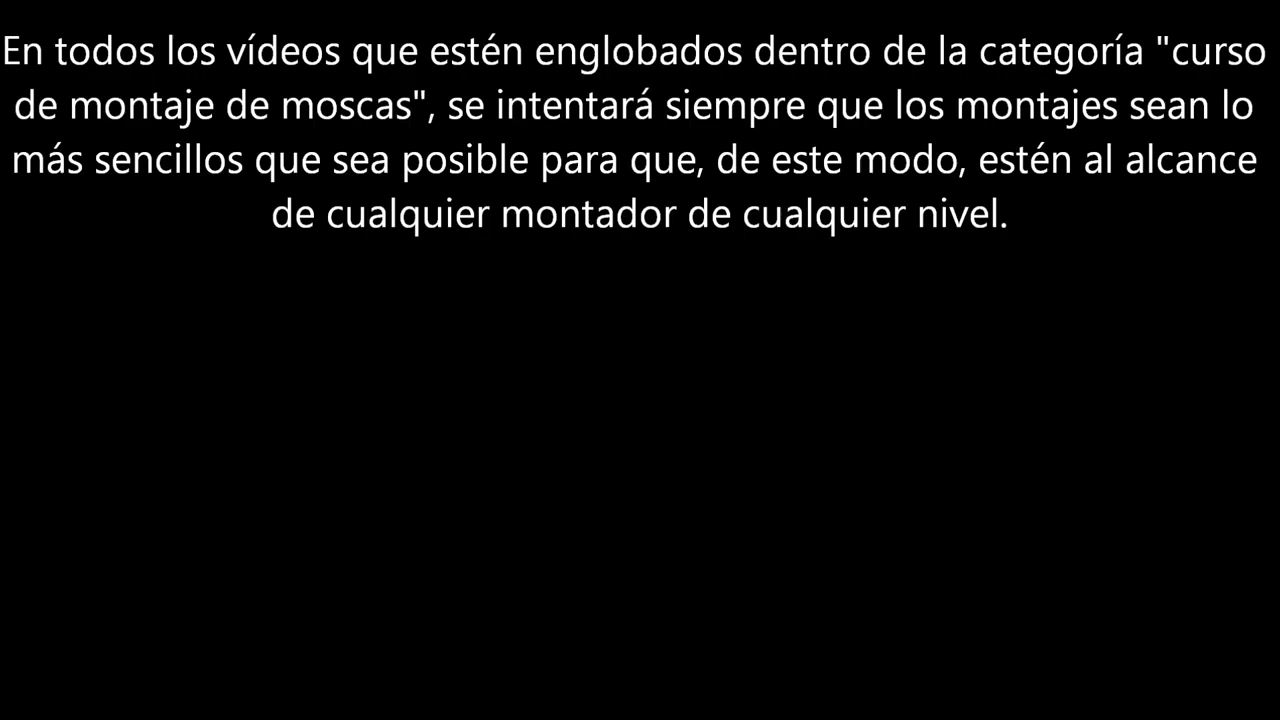 En todos los vídeos que estén englobados dentro de la categoría "curso
de montaje de moscas", se intentará siempre que los montajes sean lo
más sencillos que sea posible para que, de este modo, estén al alcance
de cualquier montador de cualquier nivel.